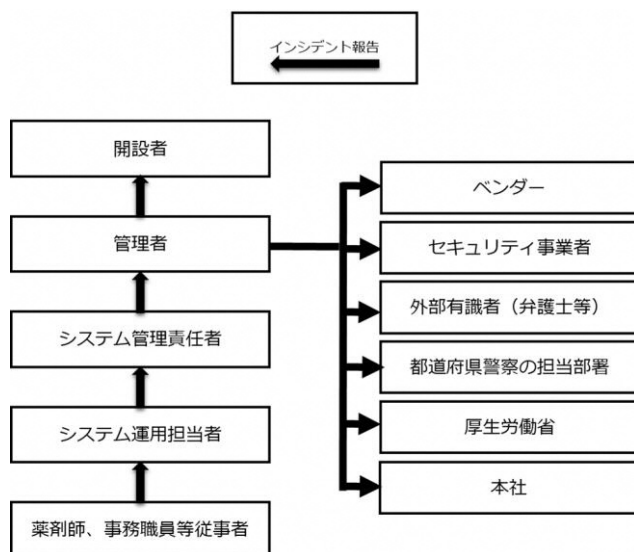 インシデント報告
開設者
管理者
システム管理責任者
システム運用担当者
薬剤師、事務職員等従事者
ベンダー
セキュリティ事業者
外部有識者（弁護士等）
都道府県警察の担当部署
厚生労働省
本社